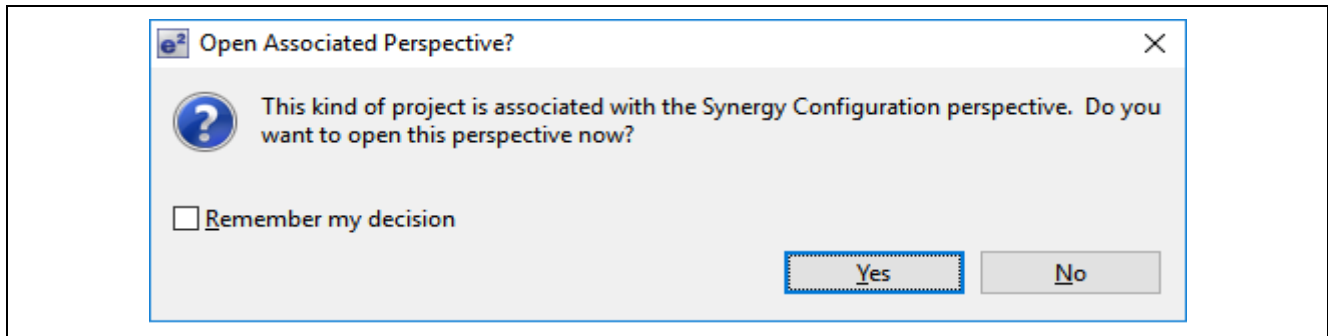 e² Open Associated Perspective?
This kind of project is associated with the Synergy Configuration perspective. Do you
want to open this perspective now?
Remember my decision
Yes No